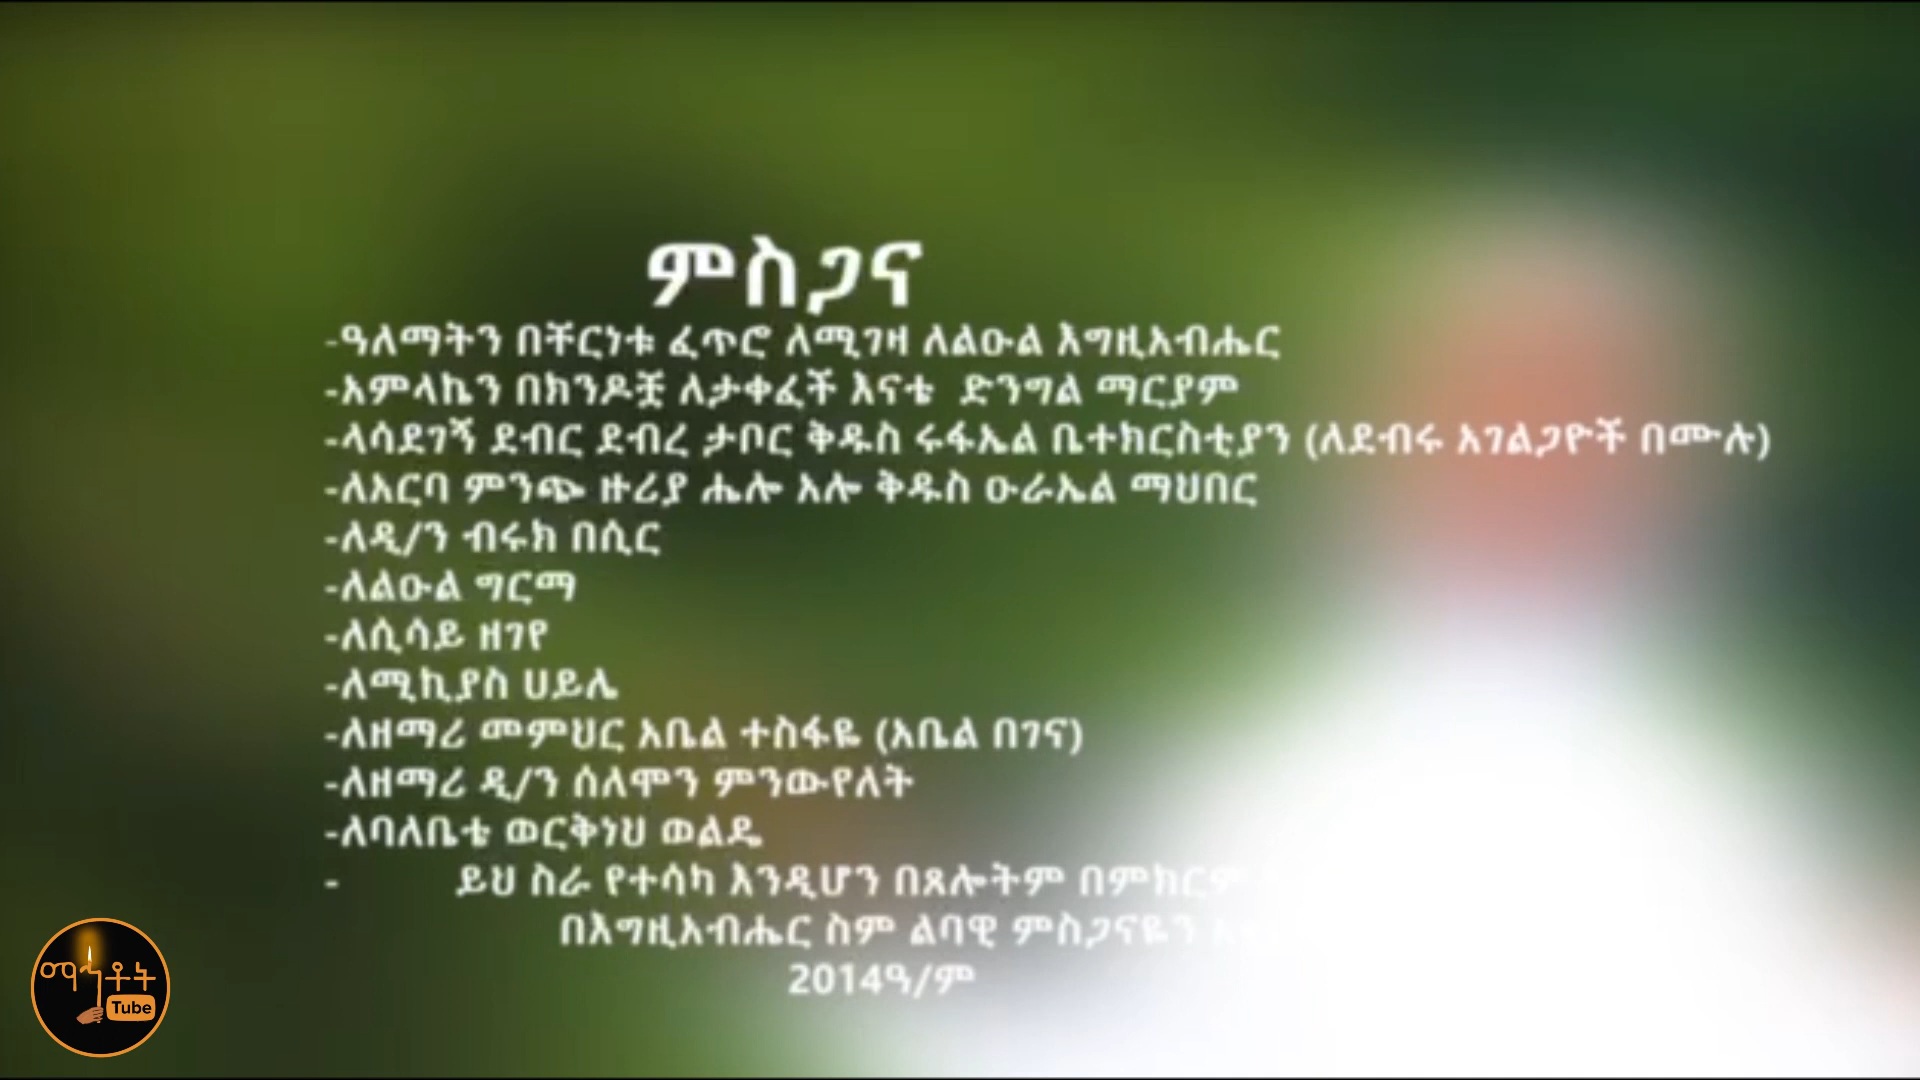 ምስጋና
-ዓለማትን በቸርነቱ ፈጥሮ ለሚገዛ ለልዑል እግዚአብሔር
-አምላኬን በክንዶቿ ለታቀፈች እናቴ ድንግል ማርያም
-ላሳደገኝ ደብር ደብረ ታቦር ቅዱስ ሩፋኤል ቤተክርስቲያን (ለደብሩ አገልጋዮች በሙሉ)
-ለአርባ ምንጭ ዙሪያ ሔሎ አሎ ቅዱስ ዑራኤል ማህበር
-ለዲ/ን ብሩክ በሲር
-ለልዑል ግርማ
-ለሲሳይ ዘገየ
-ለሚኪያስ ሀይሌ
-ለዘማሪ መምህር አቤል ተስፋዬ (አቤል በገና)
-ለዘማሪ ዲ/ን ሰለሞን ምንውየለት
-ለባለቤቴ ወርቅነህ ወልዴ
- ይህ ስራ የተሳካ እንዲሆን በጸሎትም በምክርም
በእግዚአብሔር ስም ልባዊ ምስጋናዬን
2014ዓ/ም
ማኅቶት
Tube